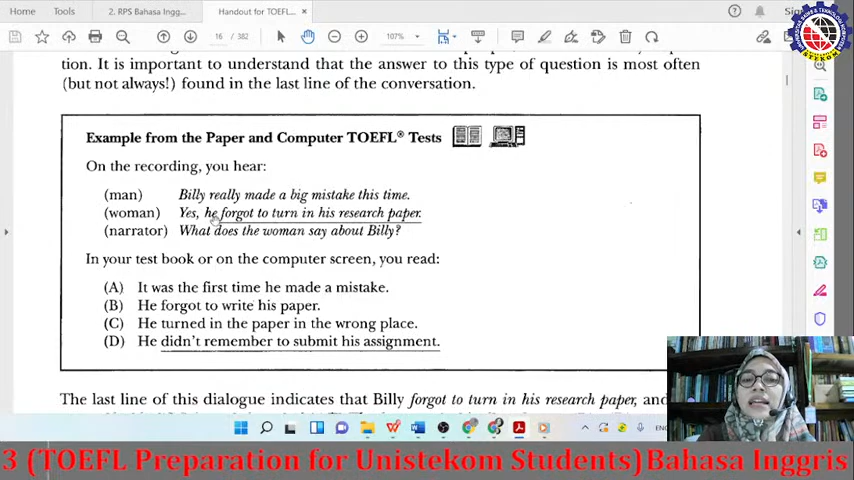 Home Tools 2. RPS Bahasa Ingg... Handout for TOEFL... ×
16 / 382 107%
tion. It is important to understand that the answer to this type of question is most often
(but not always!) found in the last line of the conversation.
Example from the Paper and Computer TOEFL® Tests
On the recording, you hear:
(man) Billy really made a big mistake this time.
(woman) Yes, he forgot to turn in his research paper.
(narrator) What does the woman say about Billy?
In your test book or on the computer screen, you read:
(A) It was the first time he made a mistake.
(B) He forgot to write his paper.
(C) He turned in the paper in the wrong place.
(D) He didn't remember to submit his assignment.
The last line of this dialogue indicates that Billy forgot to turn in his research paper, and
ENG
STEKOM
3 (TOEFL Preparation for Unistekom Students)Bahasa Inggris